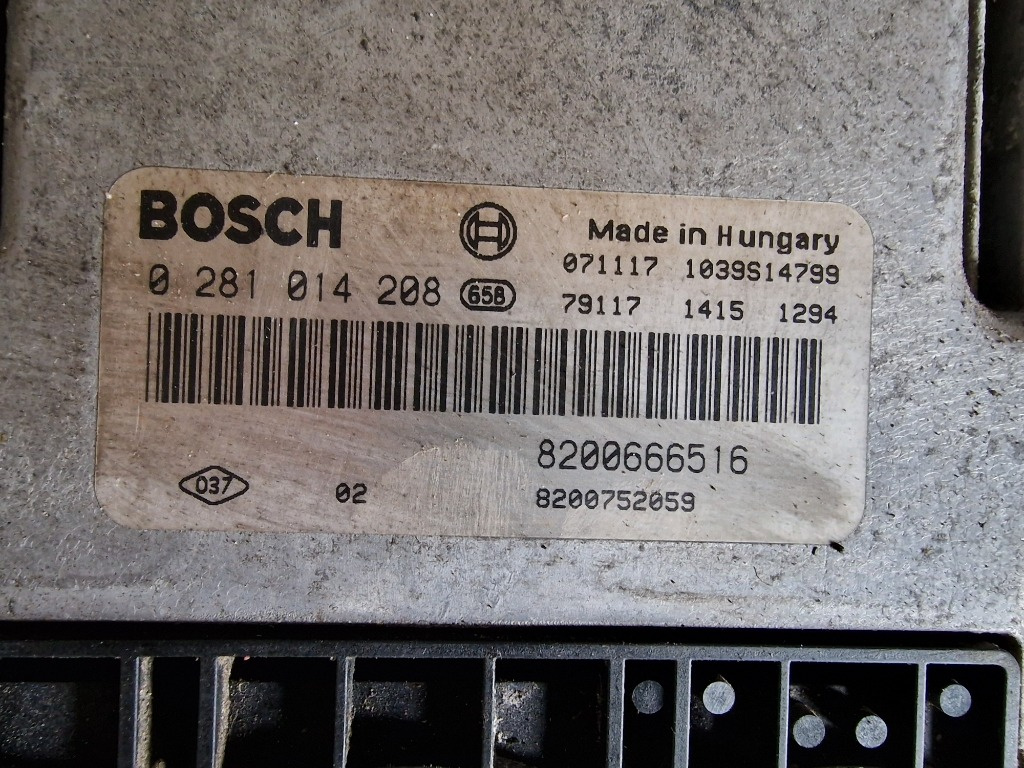 BOSCH
Made in Hungary
0 281 014 208 658
071117 1039S14799
79117 1415 1294
8200666516
037 02 8200752059